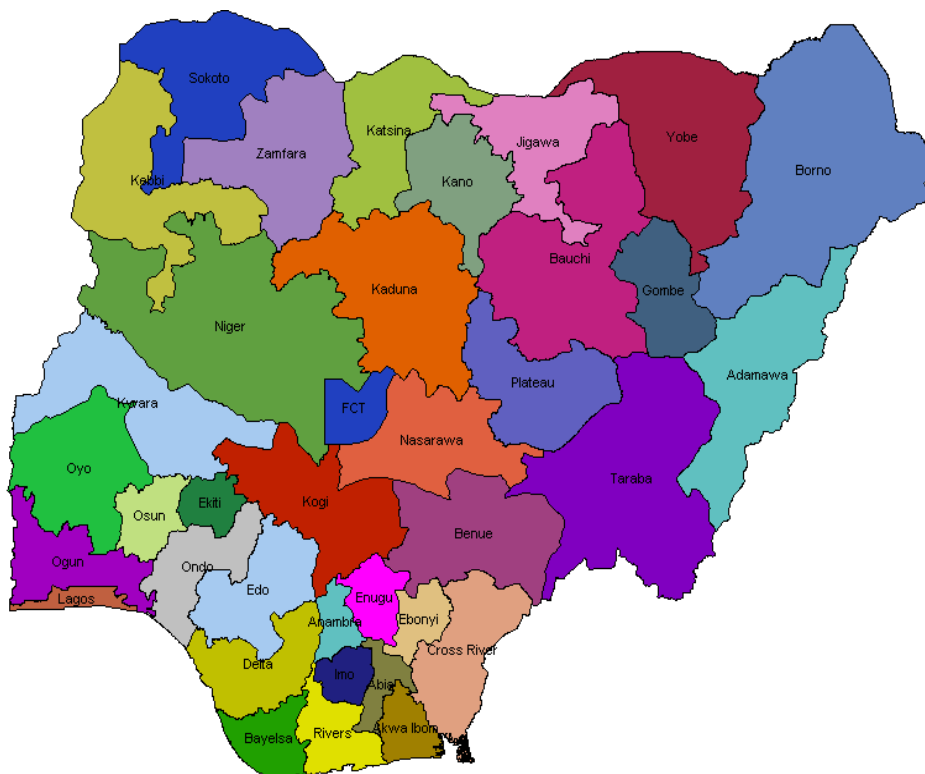 Sokoto
Katsina
Yobe
Zamfara
Jigawa
Kebbi
Kano
Borno
Bauchi
Kaduna
Gombe
Niger
Adamawa
Plateau
Kwara
FCT
Nasarawa
Oyo
Taraba
Osun
Ekiti
Kogi
Benue
Ogun
Ondo
Edo
Lagos
Enugu
Anambra
Ebonyi
Cross River
Delta
Imo
Abia
Bayelsa
Rivers
Akwa Ibom